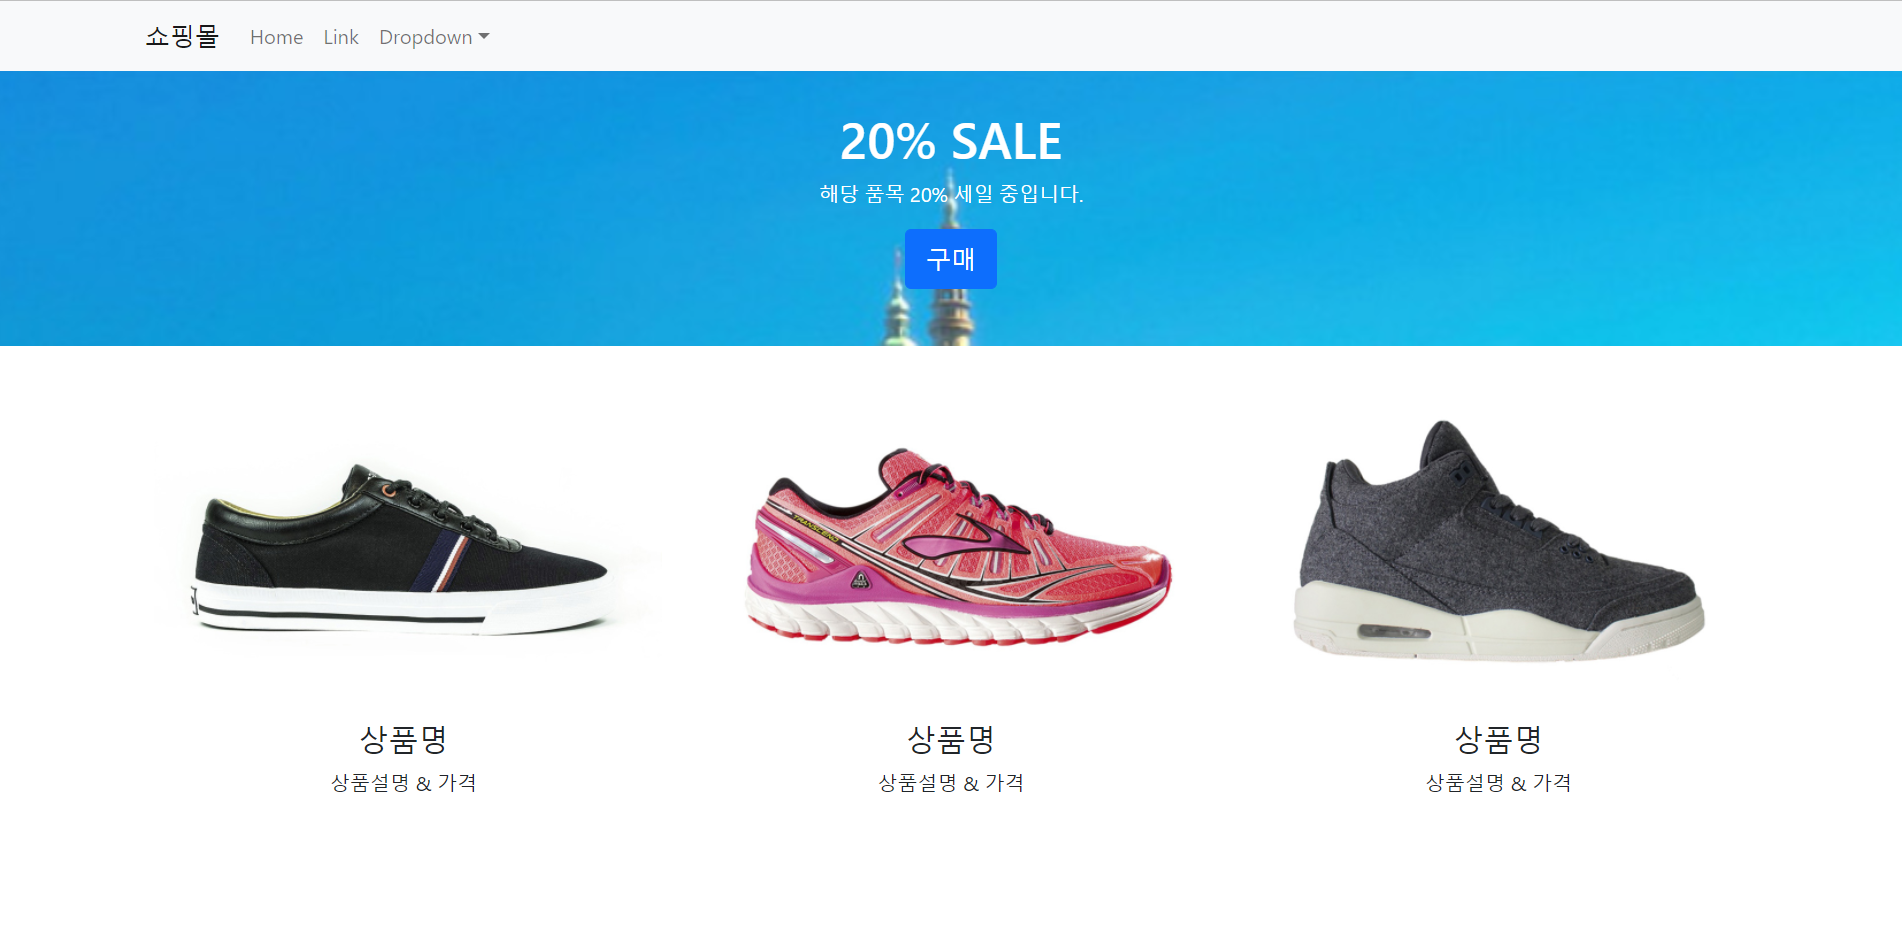 쇼핑몰 Home Link Dropdown
20% SALE
해당 품목 20% 세일 중입니다.
구매
TRANSCEND
상품명 상품명 상품명
상품설명 & 가격 상품설명 & 가격 상품설명 & 가격